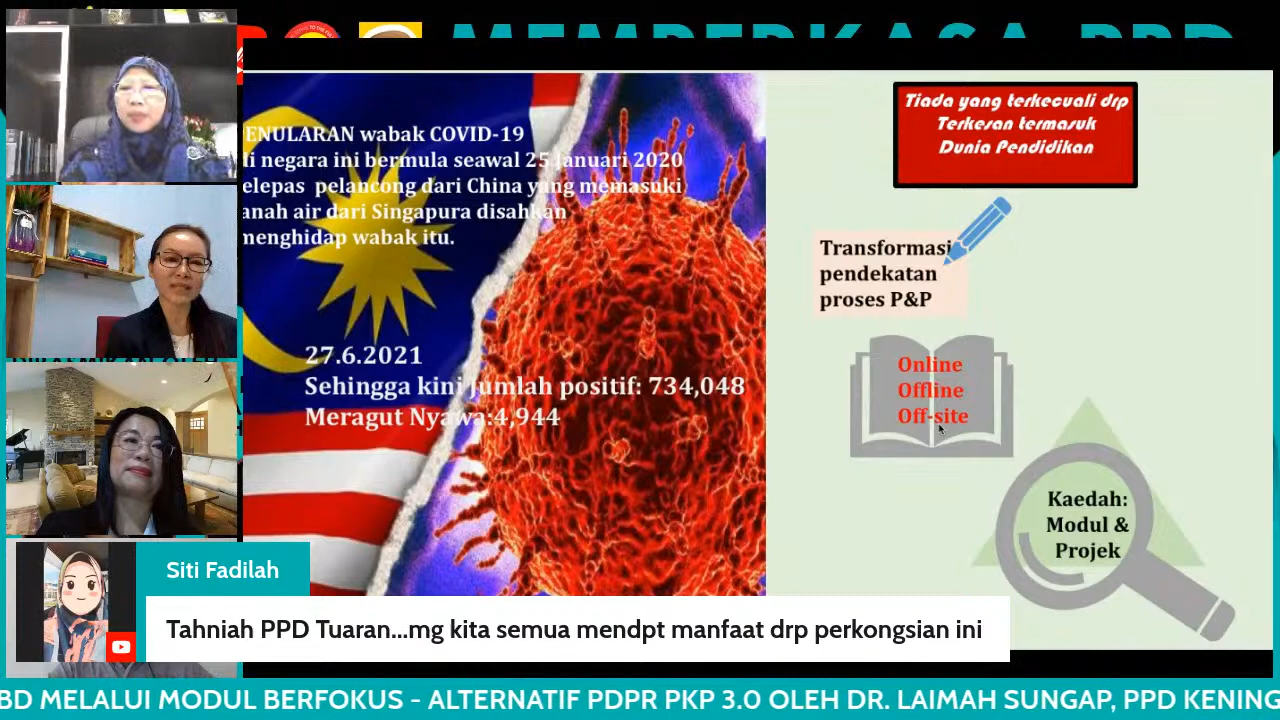 MEMPERKASA PPD
ENULARAN wabak COVID-19
di negara ini bermula seawal 25 Januari 2020
elepas pelancong dari China yang memasuki
anah air dari Singapura disahkan
menghidap wabak itu.
27.6.2021
Sehingga kini jumlah positif: 734,048
Meragut Nyawa:4,944
Tiada yang terkecuali drp
Terkesan termasuk
Dunia Pendidikan
Transformasi
pendekatan
proses P&P
Online
Offline
Off-site
Kaedah:
Modul &
Projek
Siti Fadilah
Tahniah PPD Tuaran...mg kita semua mendpt manfaat drp perkongsian ini
BD MELALUI MODUL BERFOKUS - ALTERNATIF PDPR PKP 3.0 OLEH DR. LAIMAH SUNGAP, PPD KENING